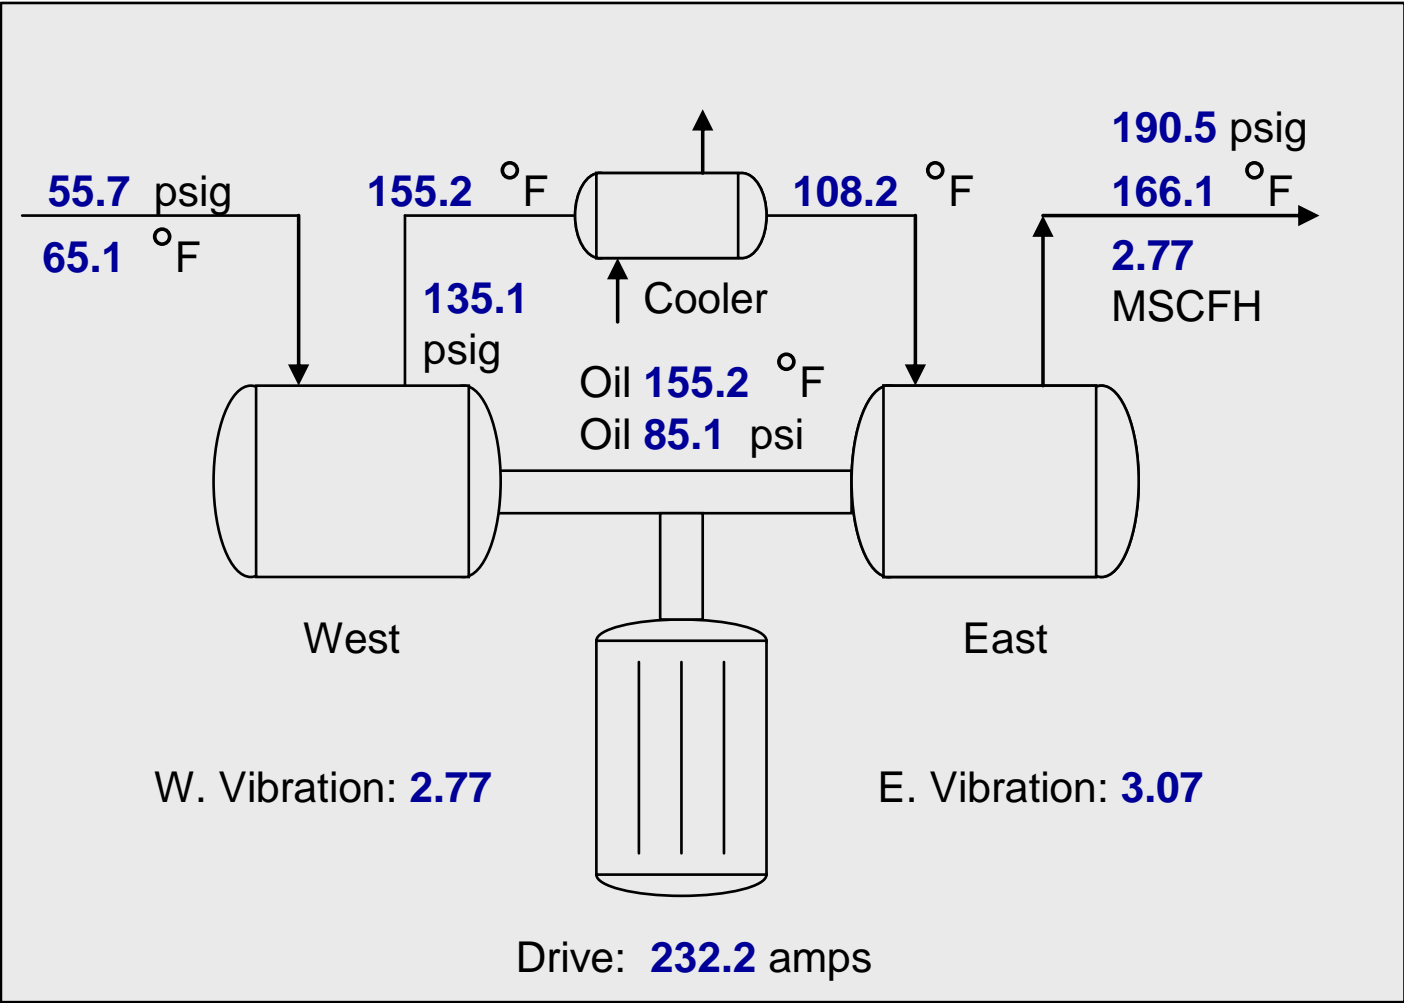 55.7 psig
65.1 °F
155.2 °F
135.1
psig
Cooler
108.2 °F
190.5 psig
166.1 °F
2.77
MSCFH
Oil 155.2 °F
Oil 85.1 psi
West
East
W. Vibration: 2.77
E. Vibration: 3.07
Drive: 232.2 amps